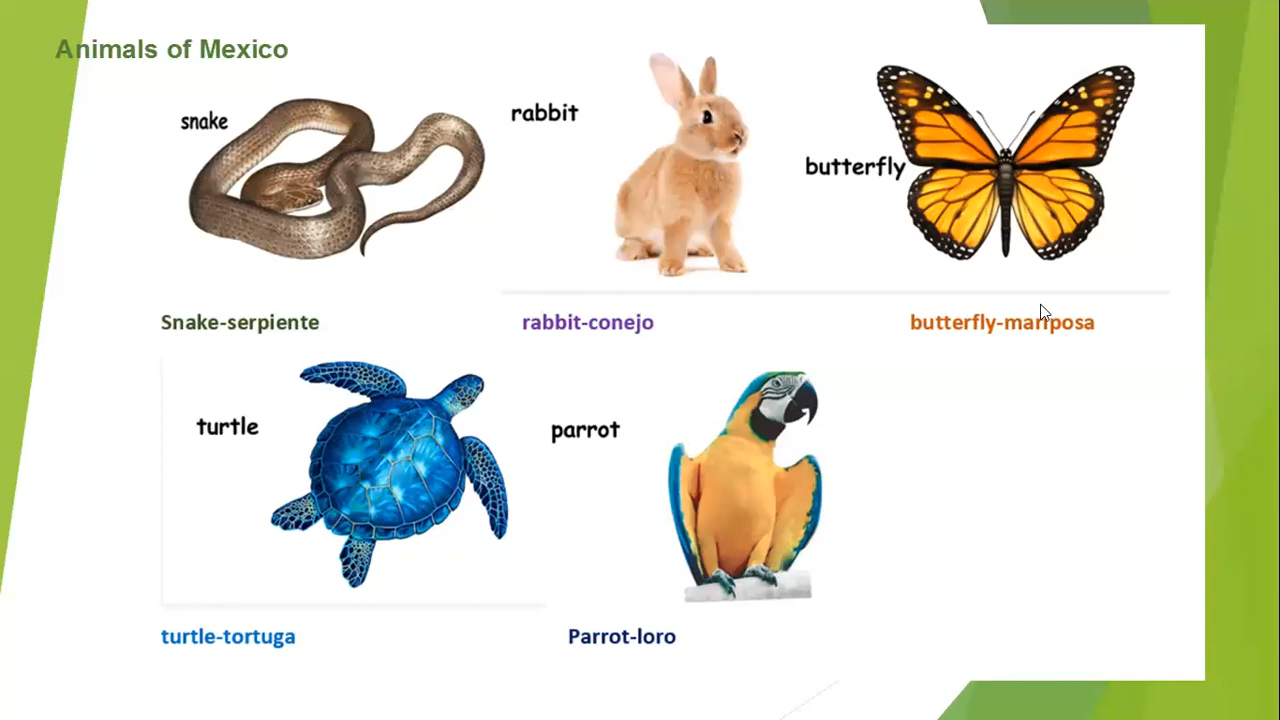 Animals of Mexico
snake
rabbit
butterfly
Snake-serpiente
rabbit-conejo
butterfly-mariposa
turtle
parrot
turtle-tortuga
Parrot-loro